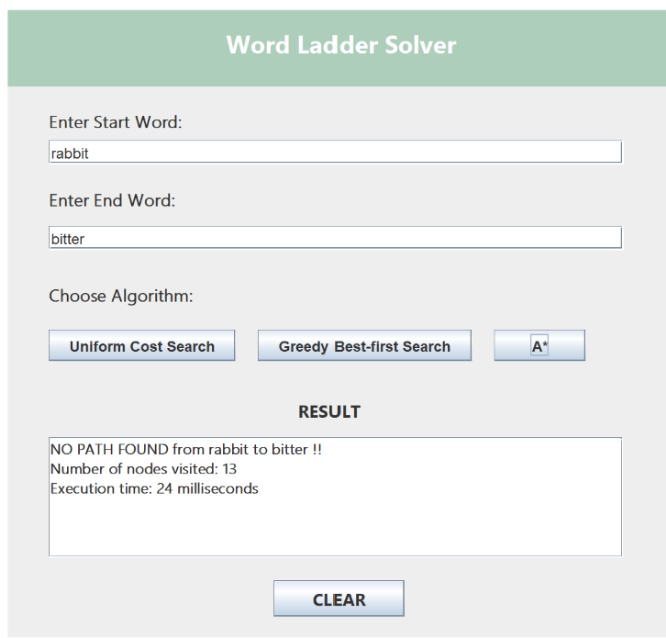 Word Ladder Solver
Enter Start Word:
rabbit
Enter End Word:
bitter
Choose Algorithm:
Uniform Cost Search Greedy Best-first Search A*
RESULT
NO PATH FOUND from rabbit to bitter !!
Number of nodes visited: 13
Execution time: 24 milliseconds
CLEAR